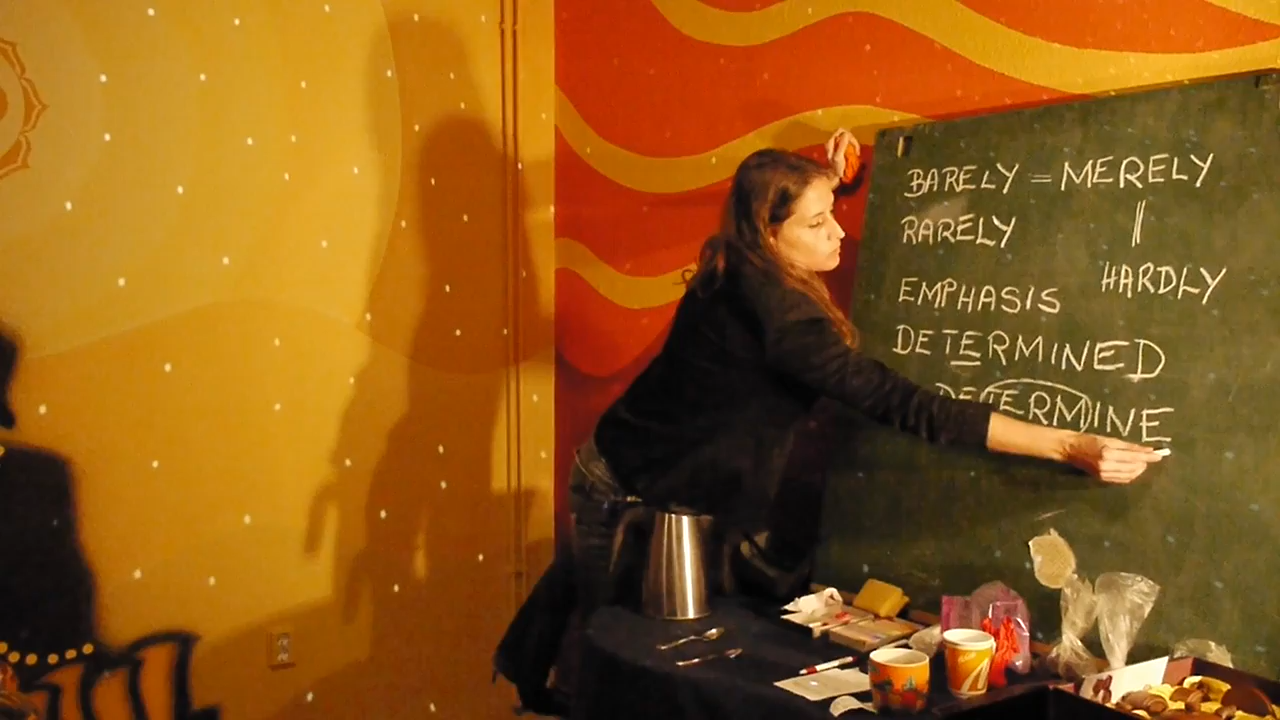 BARELY = MERELY
RARELY ||
HARDLY
EMPHASIS
DETERMINED
DETERMINE